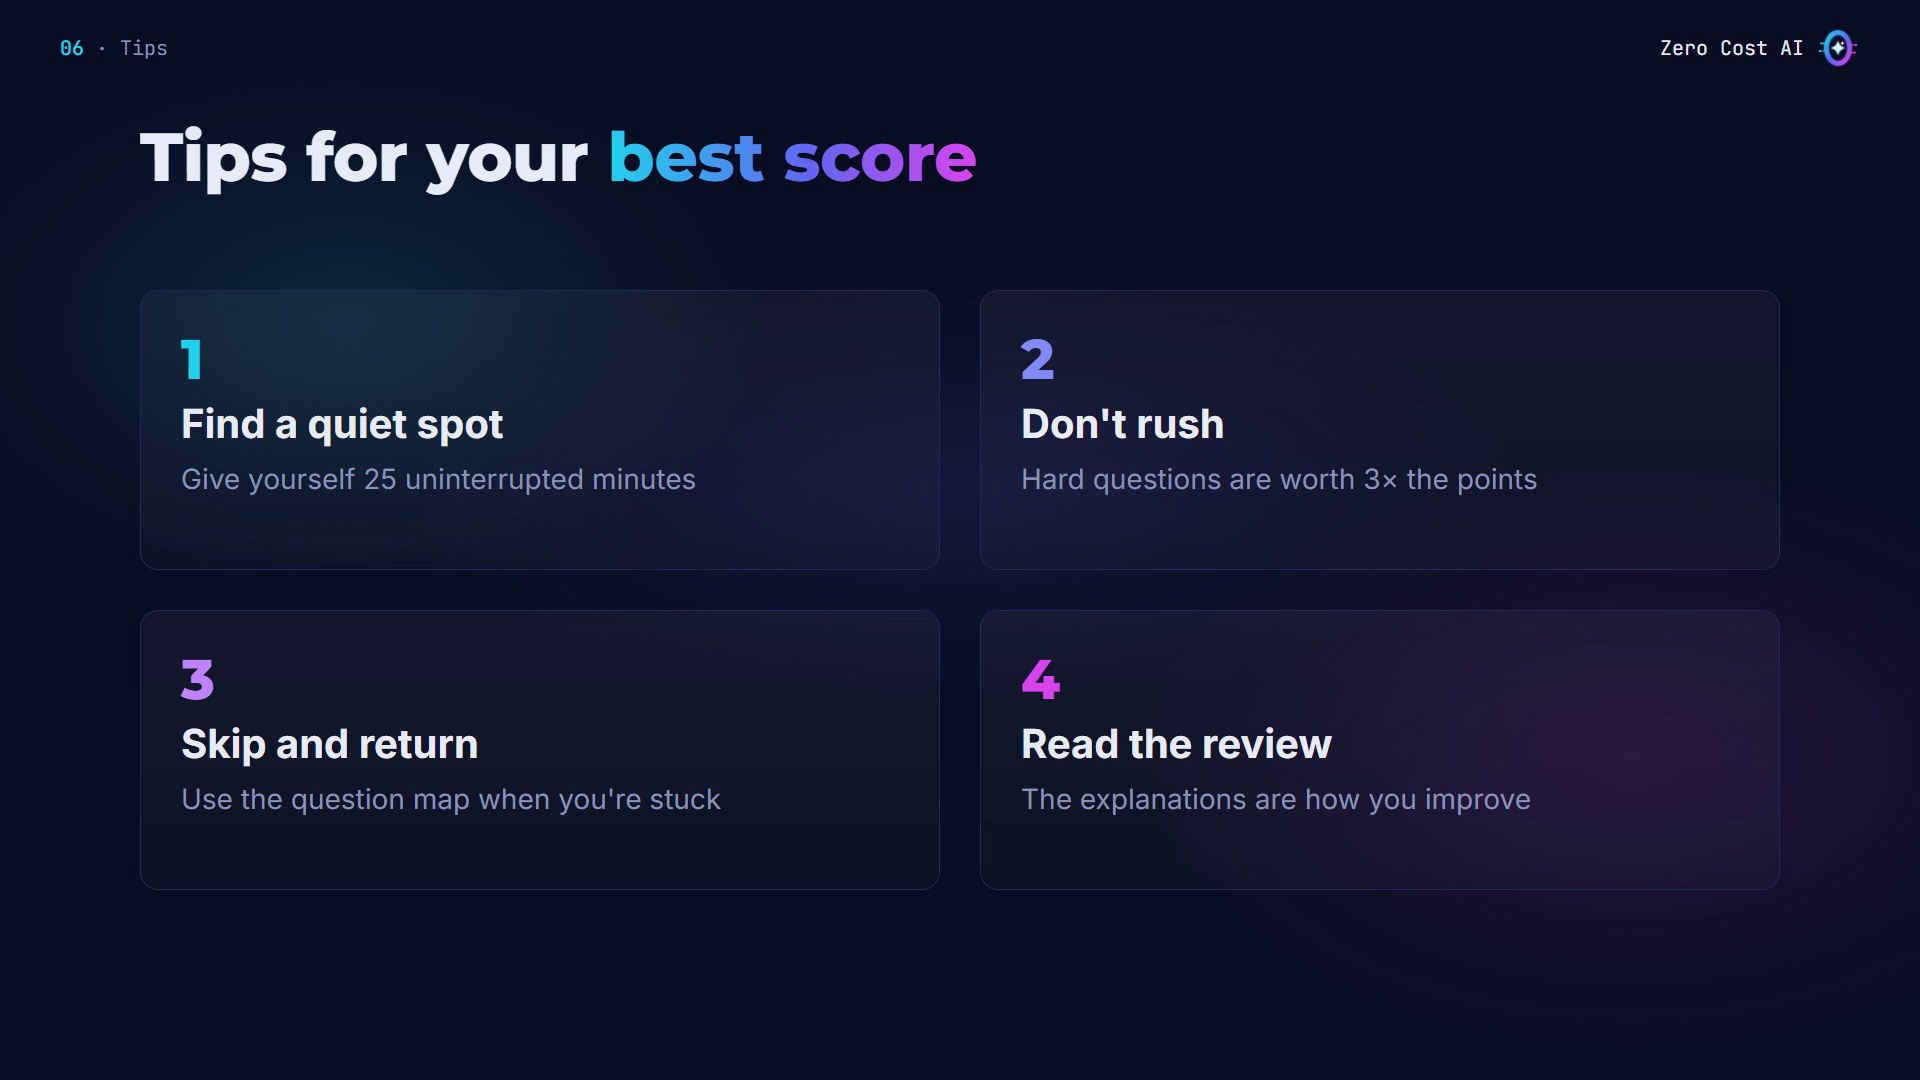 06 · Tips
Zero Cost AI
Tips for your best score
1
Find a quiet spot
Give yourself 25 uninterrupted minutes
2
Don't rush
Hard questions are worth 3× the points
3
Skip and return
Use the question map when you're stuck
4
Read the review
The explanations are how you improve